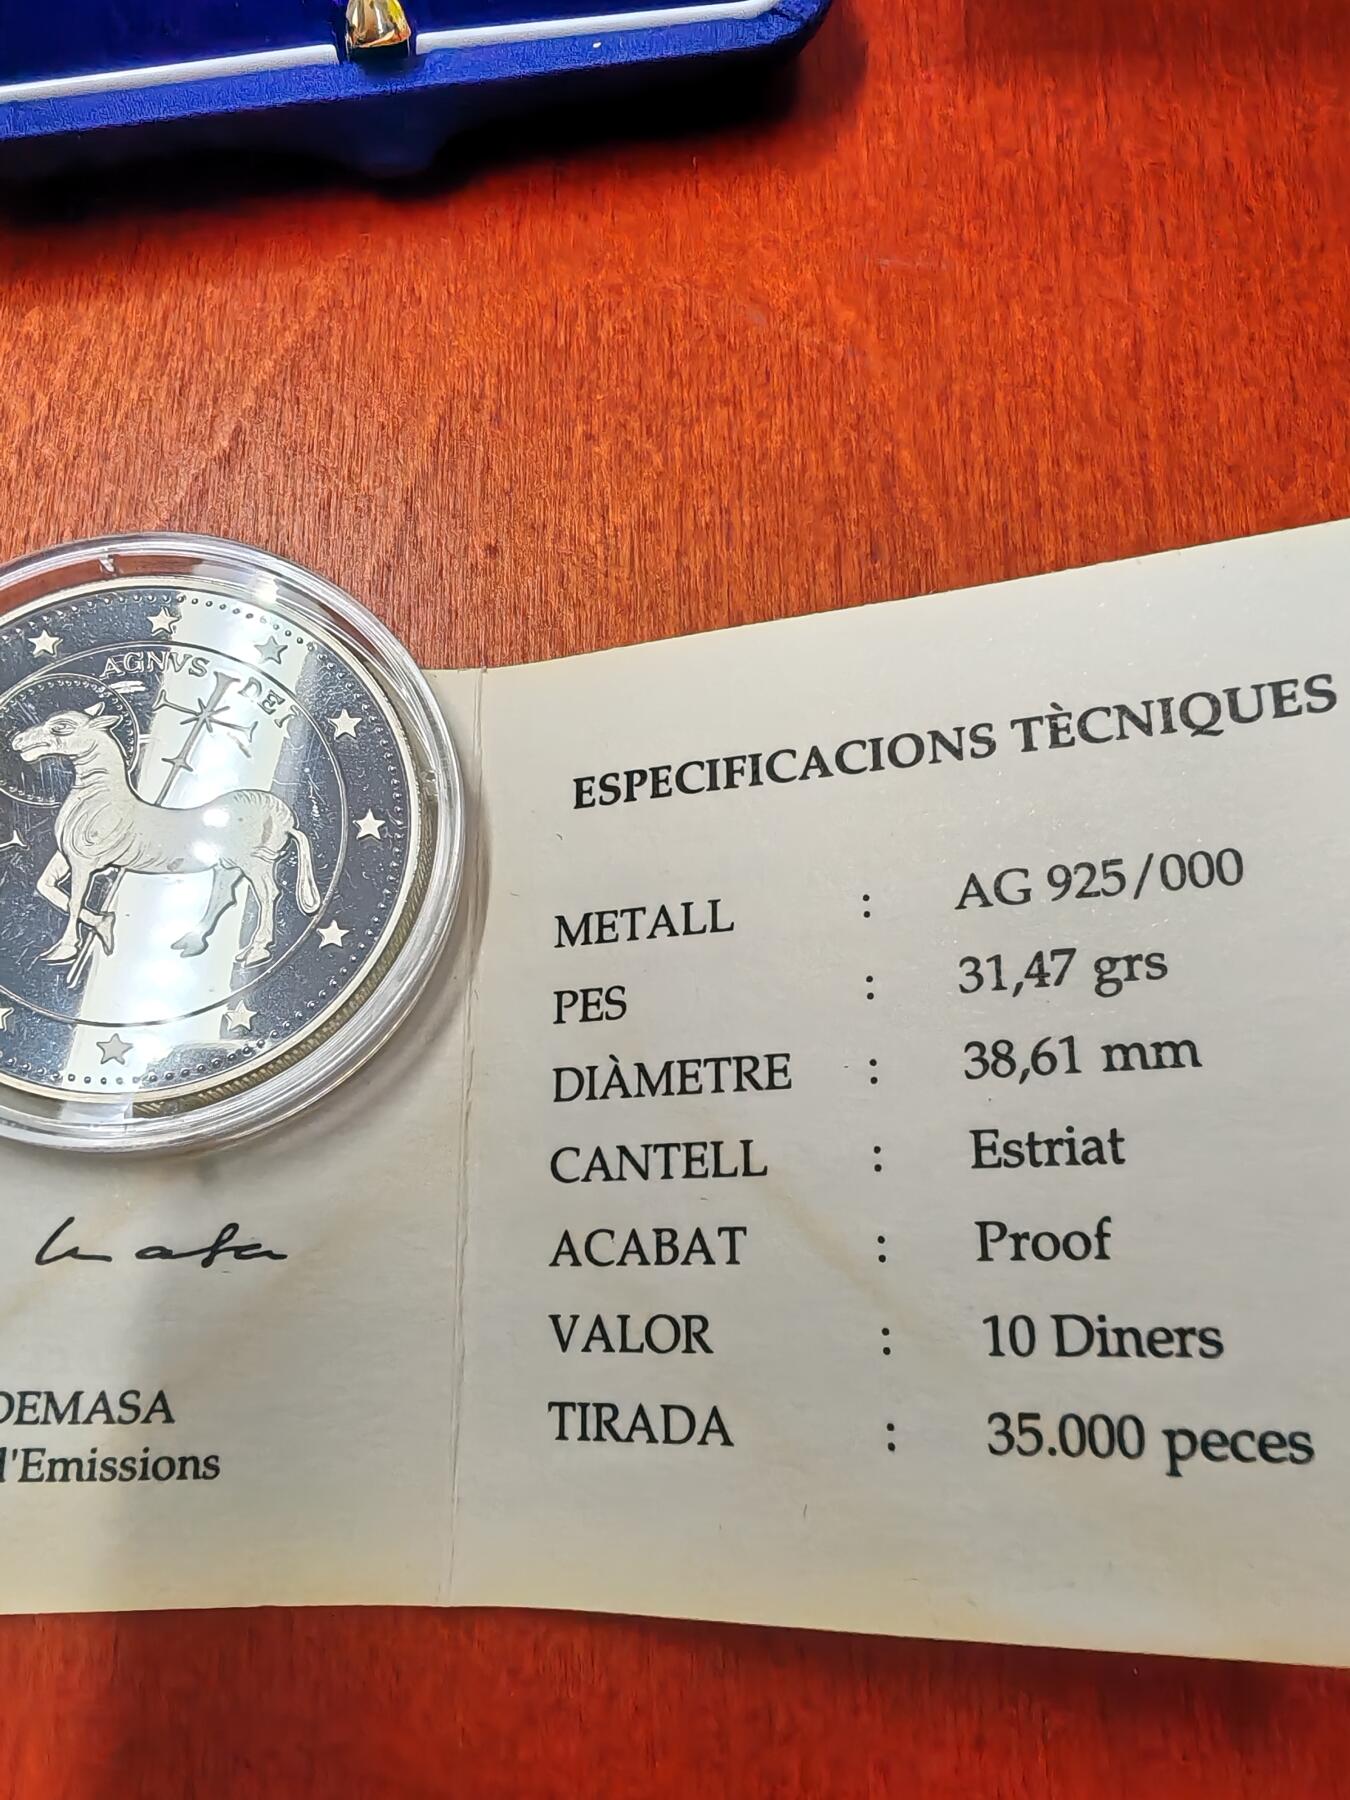 AGNVS DEI
ESPECIFICACIONS TÈCNIQUES
METALL : AG 925/000
PES : 31,47 grs
DIÀMETRE : 38,61 mm
CANTELL : Estriat
ACABAT : Proof
VALOR : 10 Diners
TIRADA : 35.000 peces
DEMASA
d'Emissions